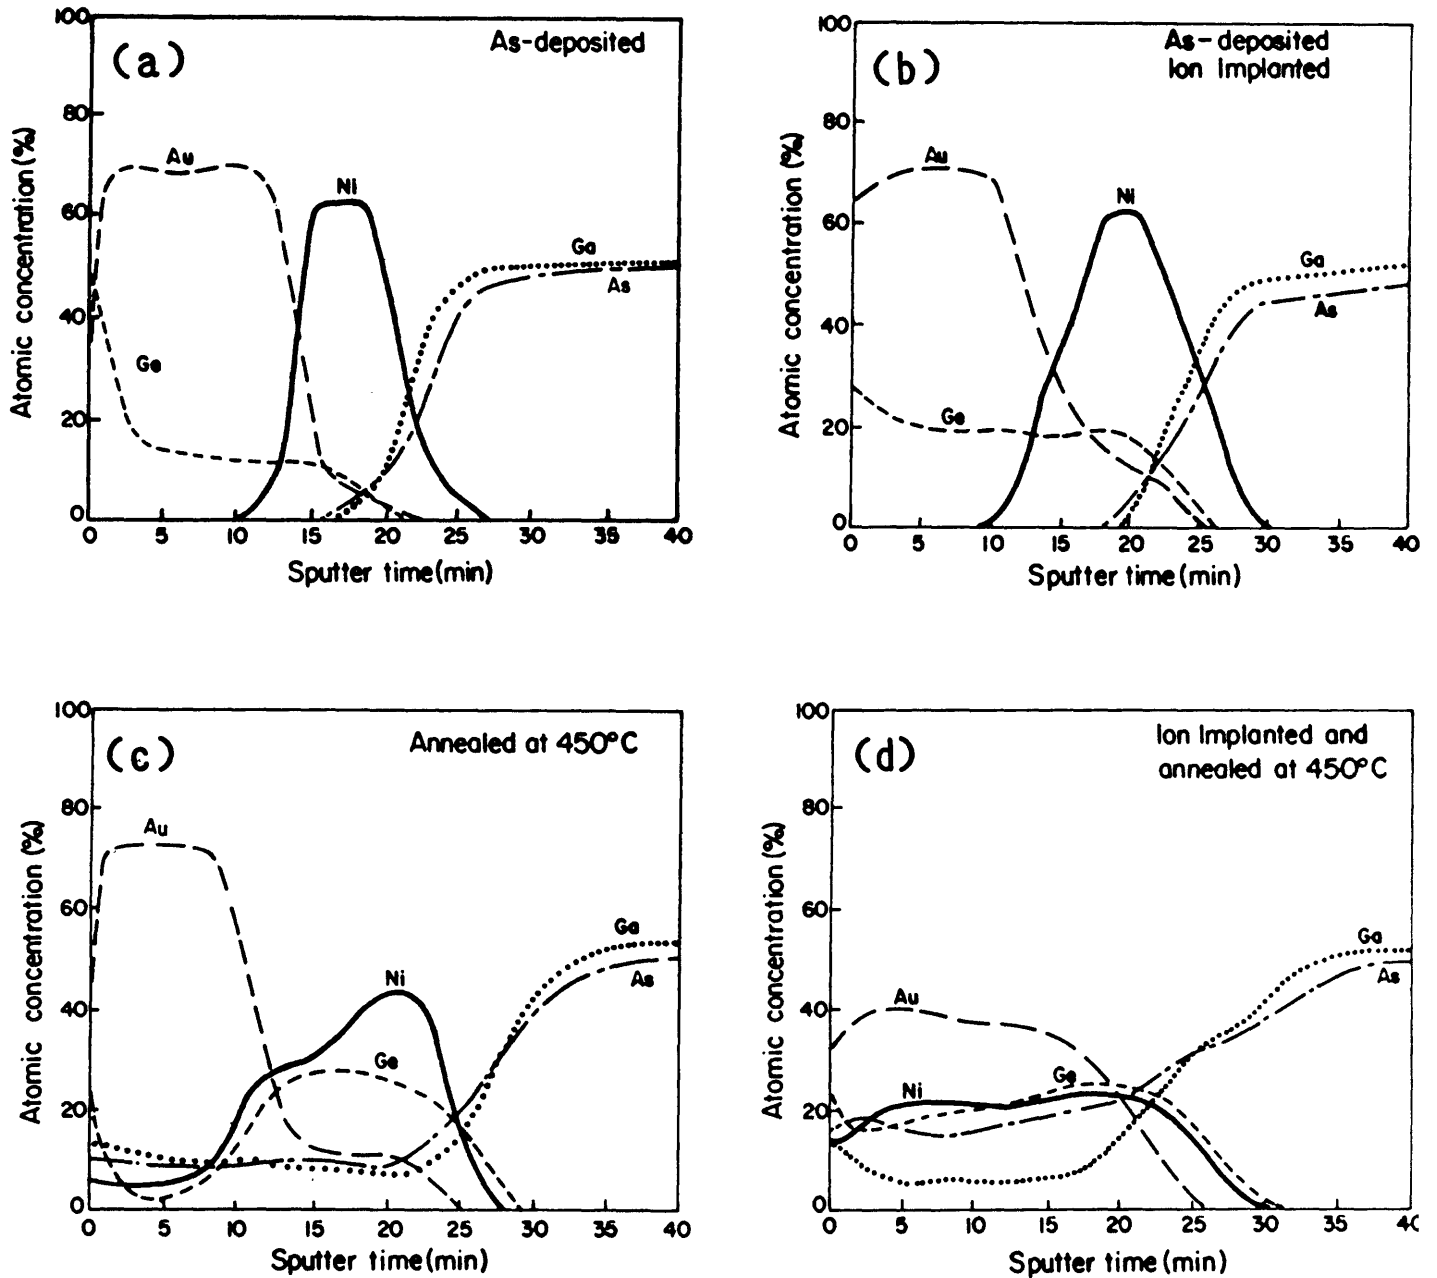 (a)
As-deposited
100
80
60
40
20
0
Au
Ni
Ge
Ga
As
0 5 10 15 20 25 30 35 40
Atomic concentration (%)
Sputter time (min)
(b)
As-deposited
Ion Implanted
100
80
60
40
20
0
Au
Ni
Ge
Ga
As
0 5 10 15 20 25 30 35 40
Atomic concentration (%)
Sputter time (min)
(c)
Annealed at 450°C
100
80
60
40
20
0
Au
Ni
Ge
Ga
As
0 5 10 15 20 25 30 35 40
Atomic concentration (%)
Sputter time (min)
(d)
Ion Implanted and
annealed at 450°C
100
80
60
40
20
0
Au
Ni
Ge
Ga
As
0 5 10 15 20 25 30 35 40
Atomic concentration (%)
Sputter time (min)